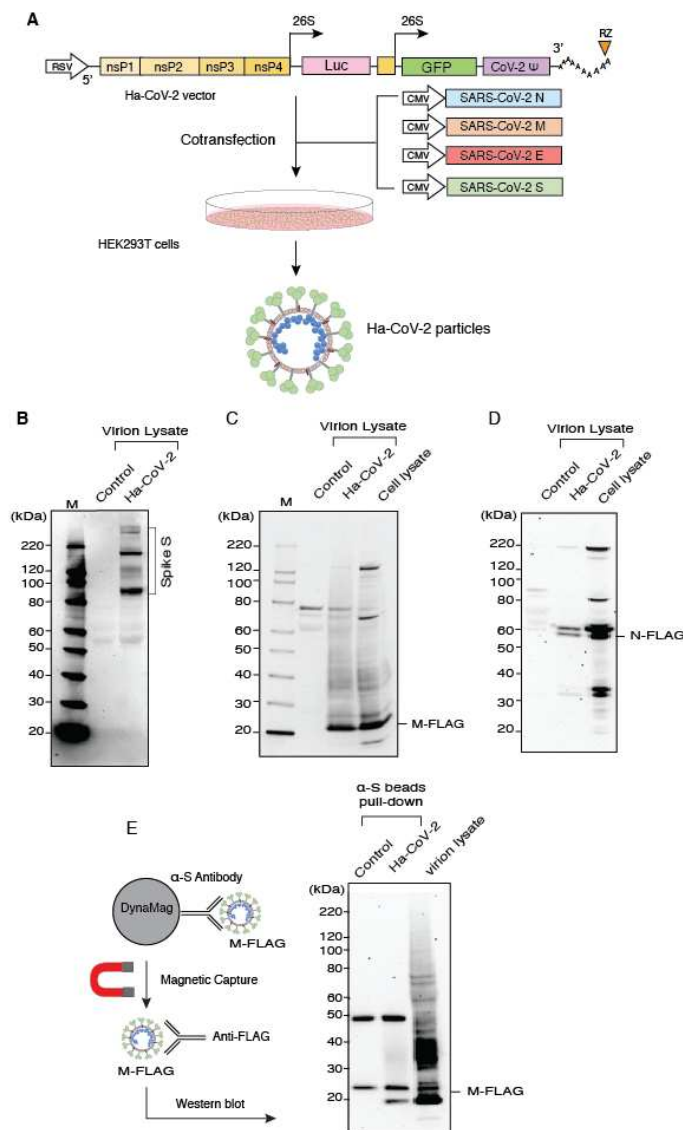 A
26S 26S
RZ
RSV nsP1 nsP2 nsP3 nsP4 Luc GFP CoV-2 Ψ
5' 3'
AAAAAAAA
Ha-CoV-2 vector
CMV SARS-CoV-2 N
CMV SARS-CoV-2 M
Cotransfection
CMV SARS-CoV-2 E
CMV SARS-CoV-2 S
HEK293T cells
Ha-CoV-2 particles
B
Virion Lysate
Control
Ha-CoV-2
M
(kDa)
220
120
100
80
60
50
40
30
20
Spike S
C
Virion Lysate
Control
Ha-CoV-2
Cell lysate
M
(kDa)
220
120
100
80
60
50
40
30
20
M-FLAG
D
Virion Lysate
Control
Ha-CoV-2
Cell lysate
(kDa)
220
120
100
80
60
50
40
30
20
N-FLAG
E
α-S Antibody
DynaMag
M-FLAG
Magnetic Capture
Anti-FLAG
M-FLAG
Western blot
α-S beads
pull-down
Control
Ha-CoV-2
virion lysate
(kDa)
220
120
100
80
60
50
40
30
20
M-FLAG